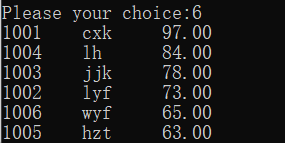 Please your choice:6
1001 cxk 97.00
1004 lh 84.00
1003 jjk 78.00
1002 lyf 73.00
1006 wyf 65.00
1005 hzt 63.00